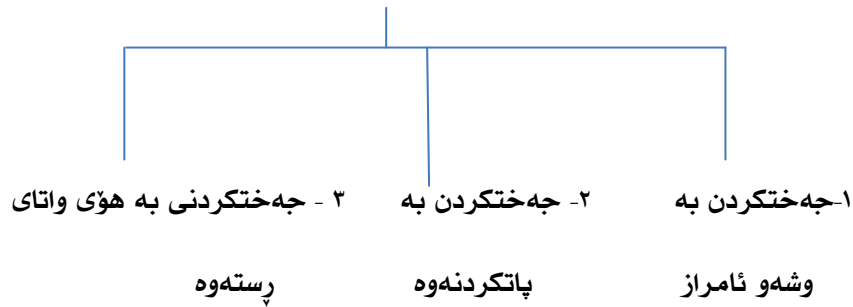 ١-جەختکردن بە
وشەو ئامراز
٢- جەختکردن بە
پاتکردنەوە
٣ - جەختکردنی بە هۆی واتای
ڕستەوە